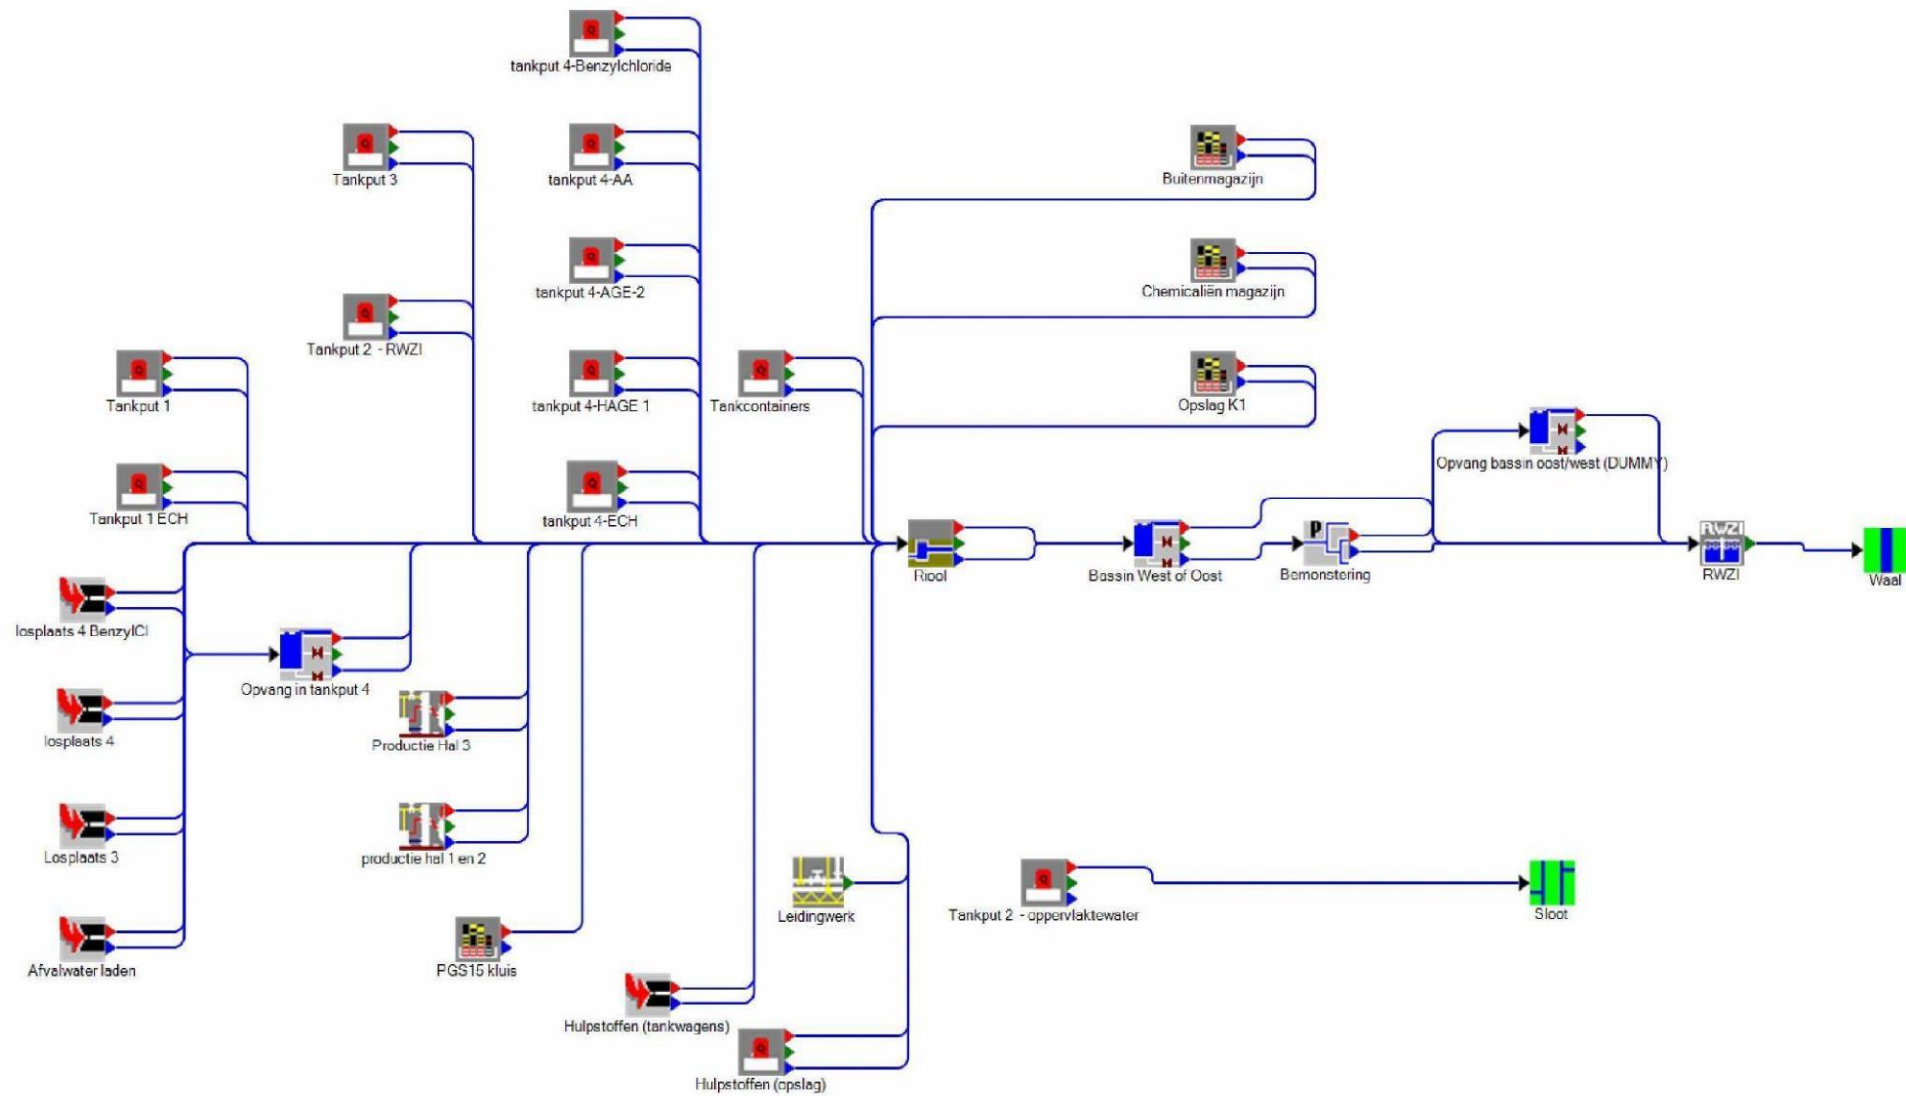 tankput 4-Benzylchloride
Tankput 3
tankput 4-AA
Buitenmagazijn
tankput 4-AGE-2
Chemicaliën magazijn
Tankput 2 - RWZI
Tankput 1
tankput 4-HAGE 1
Tankcontainers
Opslag K1
Opvang bassin oost/west (DUMMY)
Tankput 1 ECH
tankput 4-ECH
P
RWZI
Riool
Bassin West of Oost
Bemonstering
RWZI
Waal
losplaats 4 BenzylCl
Opvang in tankput 4
losplaats 4
Productie Hal 3
Losplaats 3
productie hal 1 en 2
Leidingwerk
Tankput 2 - oppervlaktewater
Sloot
Afvalwater laden
PGS15 kluis
Hulpstoffen (tankwagens)
Hulpstoffen (opslag)